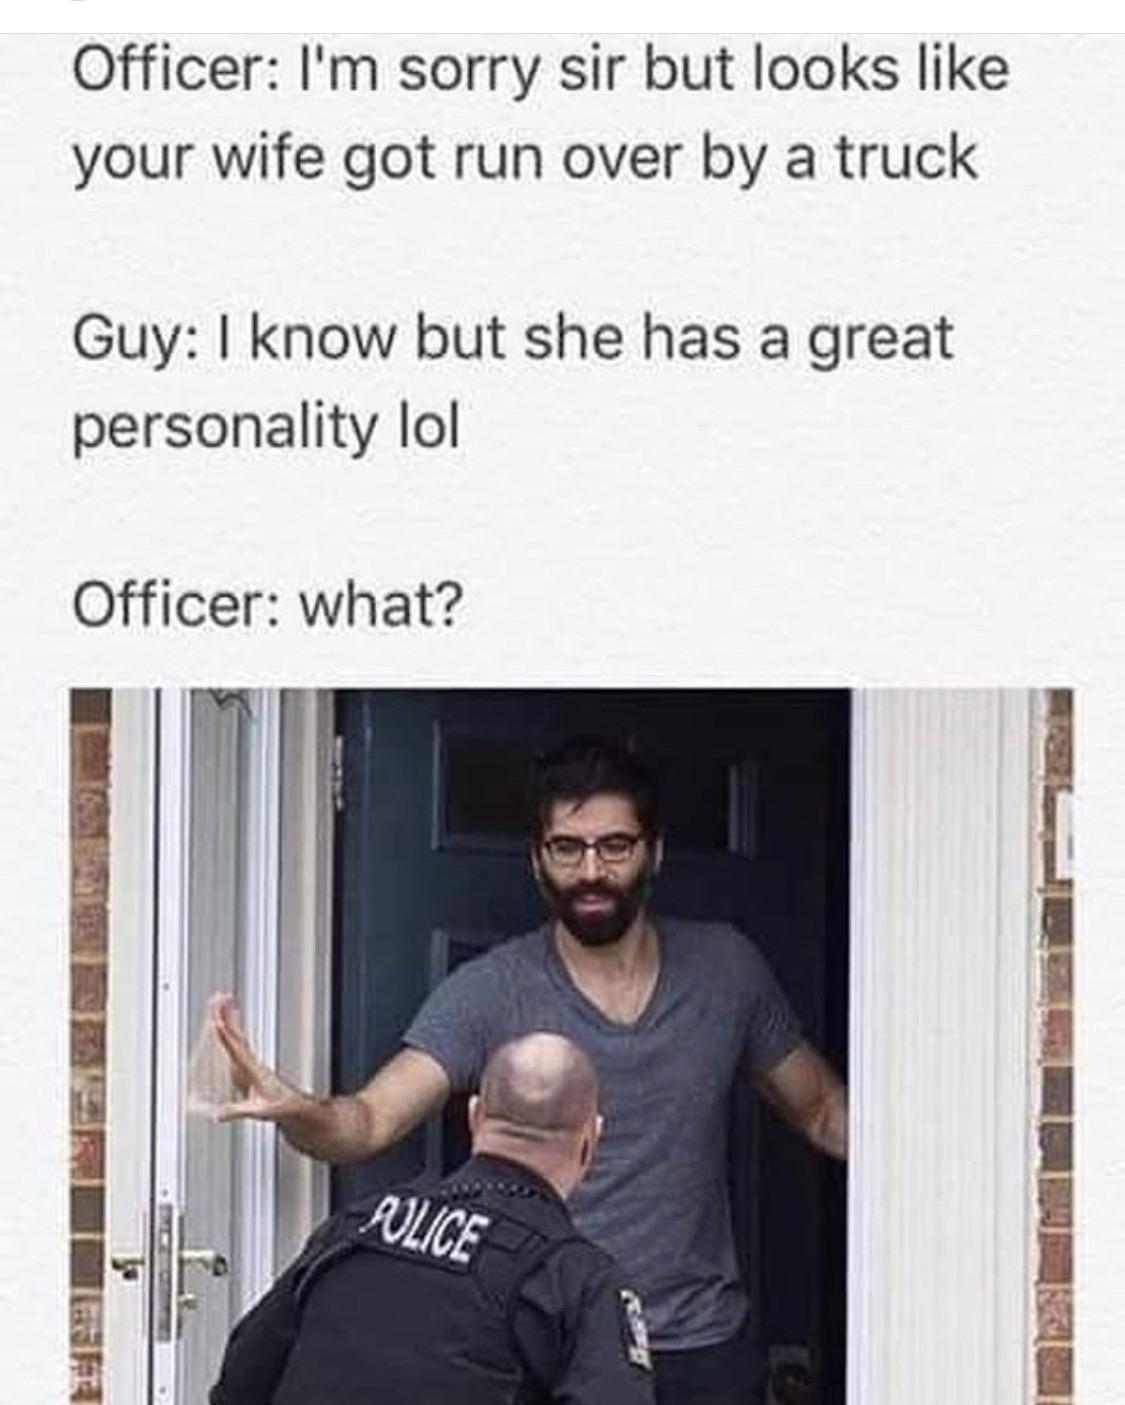 Officer: I'm sorry sir but looks like
your wife got run over by a truck
Guy: I know but she has a great
personality lol
Officer: what?
POLICE